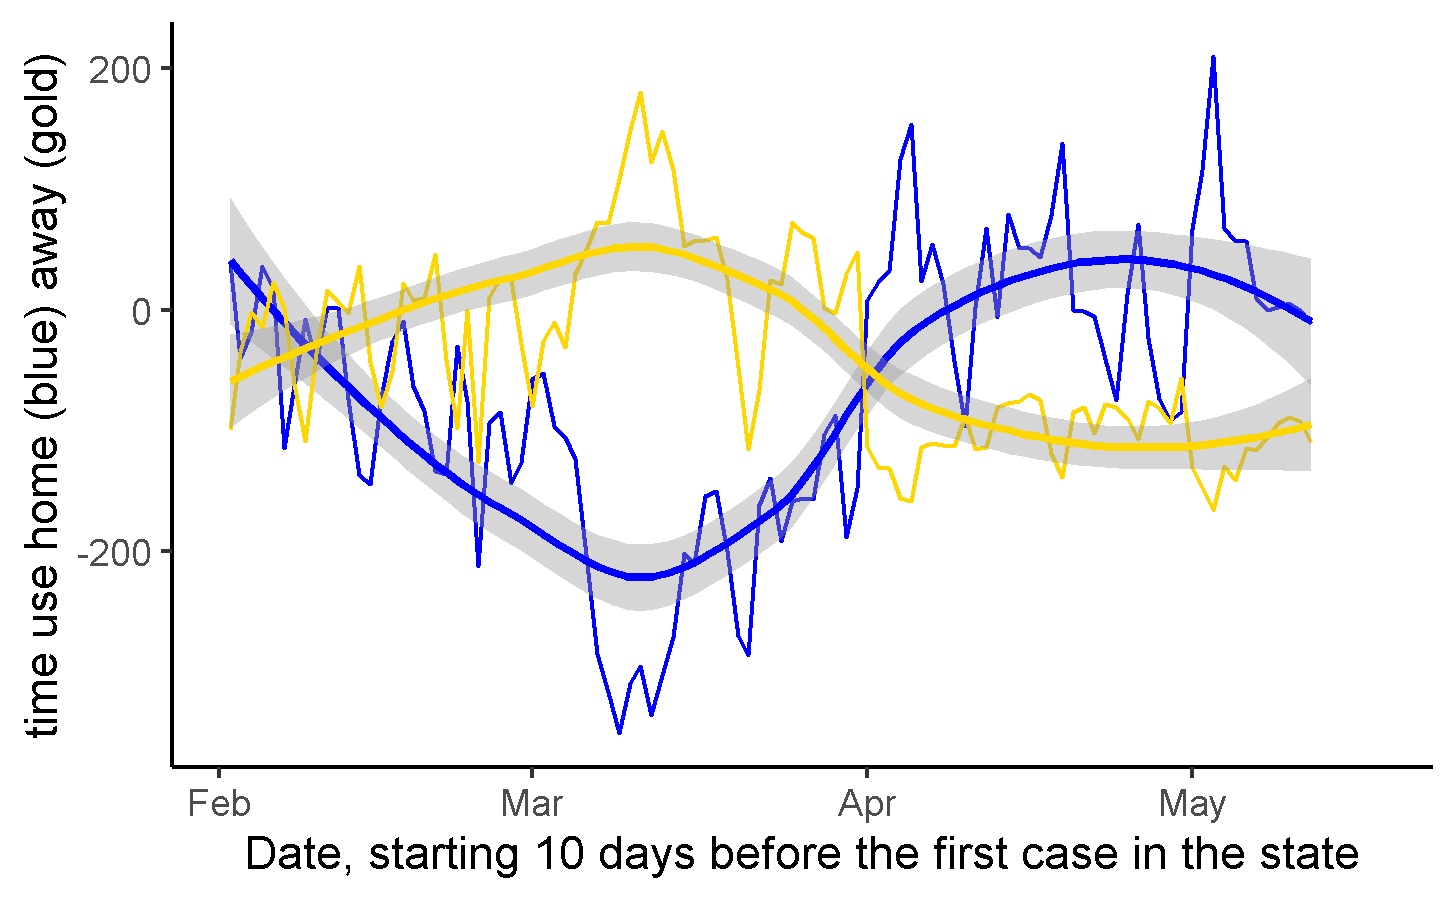 time use home (blue) away (gold)
200
0
-200
Feb
Mar
Apr
May
Date, starting 10 days before the first case in the state